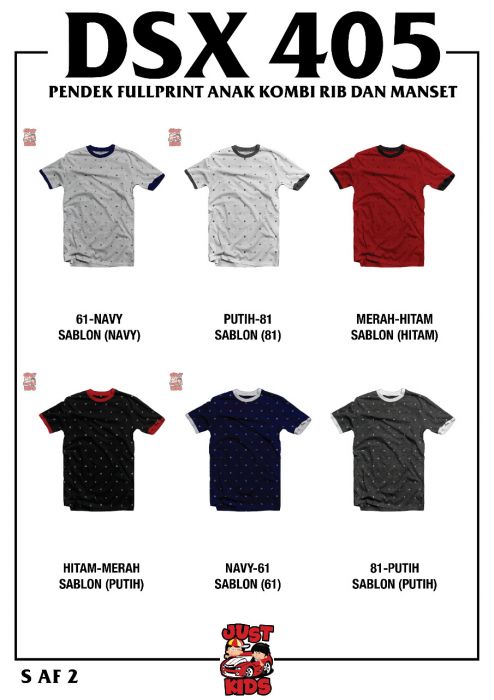 DSX 405
PENDEK FULLPRINT ANAK KOMBI RIB DAN MANSET
61-NAVY
SABLON (NAVY)
PUTIH-81
SABLON (81)
MERAH-HITAM
SABLON (HITAM)
HITAM-MERAH
SABLON (PUTIH)
NAVY-61
SABLON (61)
81-PUTIH
SABLON (PUTIH)
JUST
KIDS
S AF 2